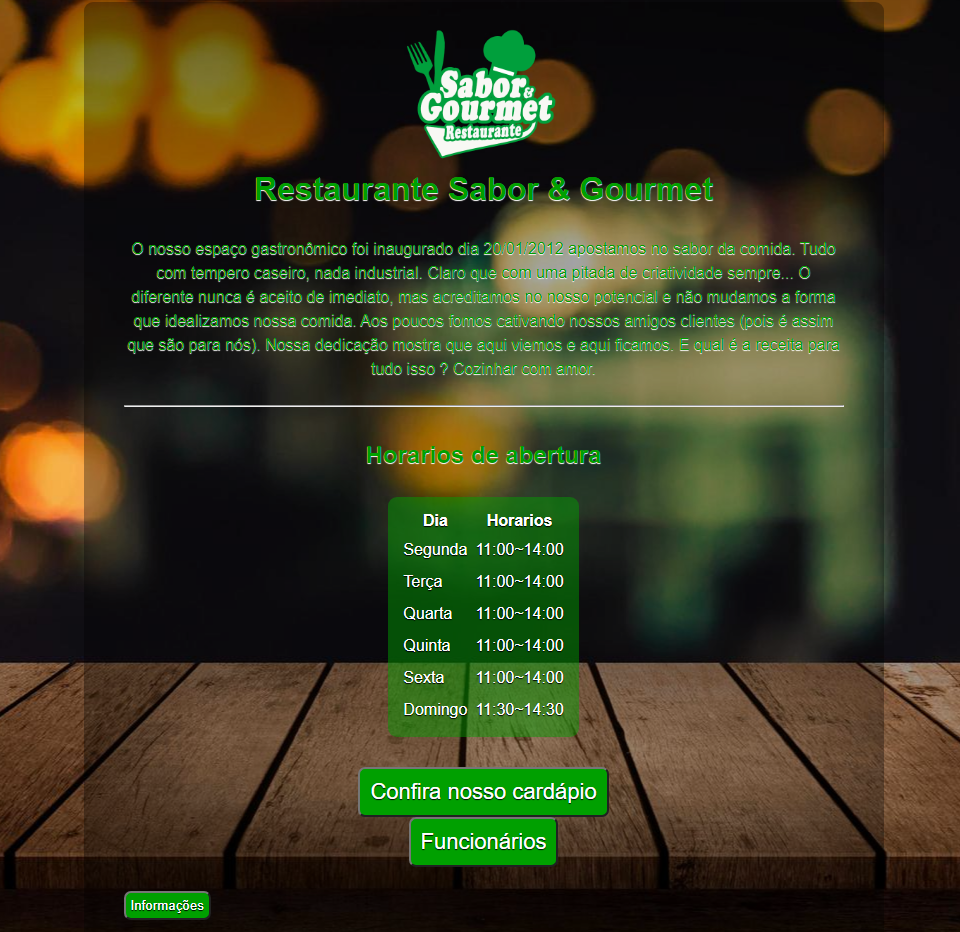 Sabor &
Gourmet
Restaurante
Restaurante Sabor & Gourmet
O nosso espaço gastronômico foi inaugurado dia 20/01/2012 apostamos no sabor da comida. Tudo
com tempero caseiro, nada industrial. Claro que com uma pitada de criatividade sempre... O
diferente nunca é aceito de imediato, mas acreditamos no nosso potencial e não mudamos a forma
que idealizamos nossa comida. Aos poucos fomos cativando nossos amigos clientes (pois é assim
que são para nós). Nossa dedicação mostra que aqui viemos e aqui ficamos. E qual é a receita para
tudo isso ? Cozinhar com amor.
Horarios de abertura
Dia Horarios
Segunda 11:00~14:00
Terça 11:00~14:00
Quarta 11:00~14:00
Quinta 11:00~14:00
Sexta 11:00~14:00
Domingo 11:30~14:30
Confira nosso cardápio
Funcionários
Informações